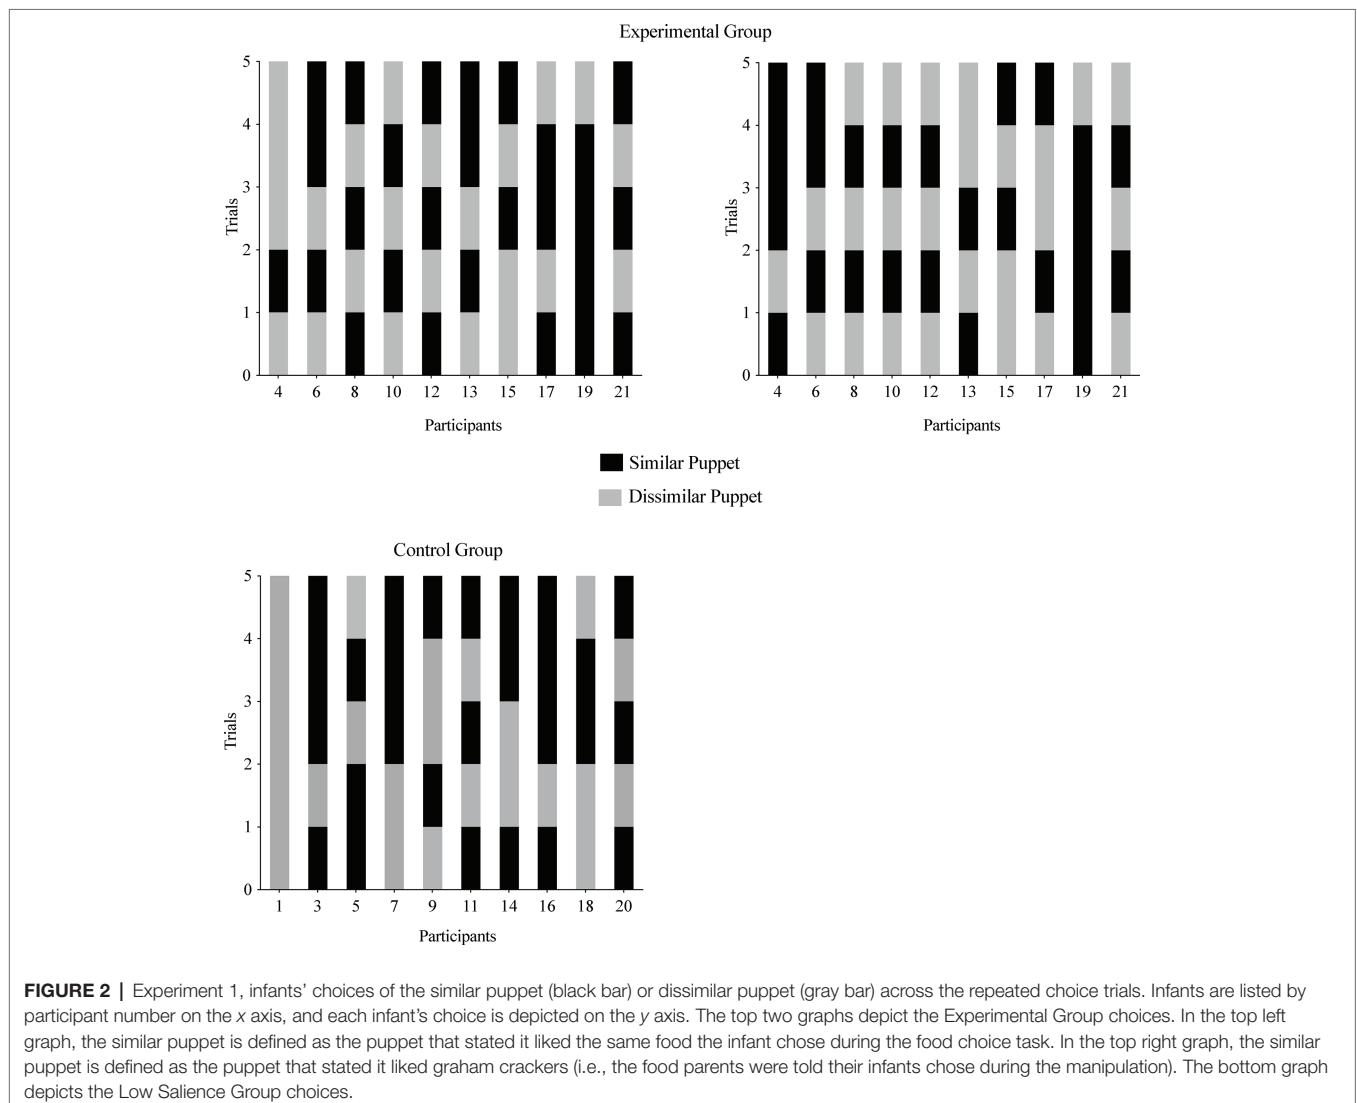 Experimental Group
5
4
3
2
1
0
Trials
4 6 8 10 12 13 15 17 19 21
Participants
5
4
3
2
1
0
Trials
4 6 8 10 12 13 15 17 19 21
Participants
Similar Puppet
Dissimilar Puppet
Control Group
5
4
3
2
1
0
Trials
1 3 5 7 9 11 14 16 18 20
Participants
FIGURE 2 | Experiment 1, infants’ choices of the similar puppet (black bar) or dissimilar puppet (gray bar) across the repeated choice trials. Infants are listed by
participant number on the x axis, and each infant’s choice is depicted on the y axis. The top two graphs depict the Experimental Group choices. In the top left
graph, the similar puppet is defined as the puppet that stated it liked the same food the infant chose during the food choice task. In the top right graph, the similar
puppet is defined as the puppet that stated it liked graham crackers (i.e., the food parents were told their infants chose during the manipulation). The bottom graph
depicts the Low Salience Group choices.